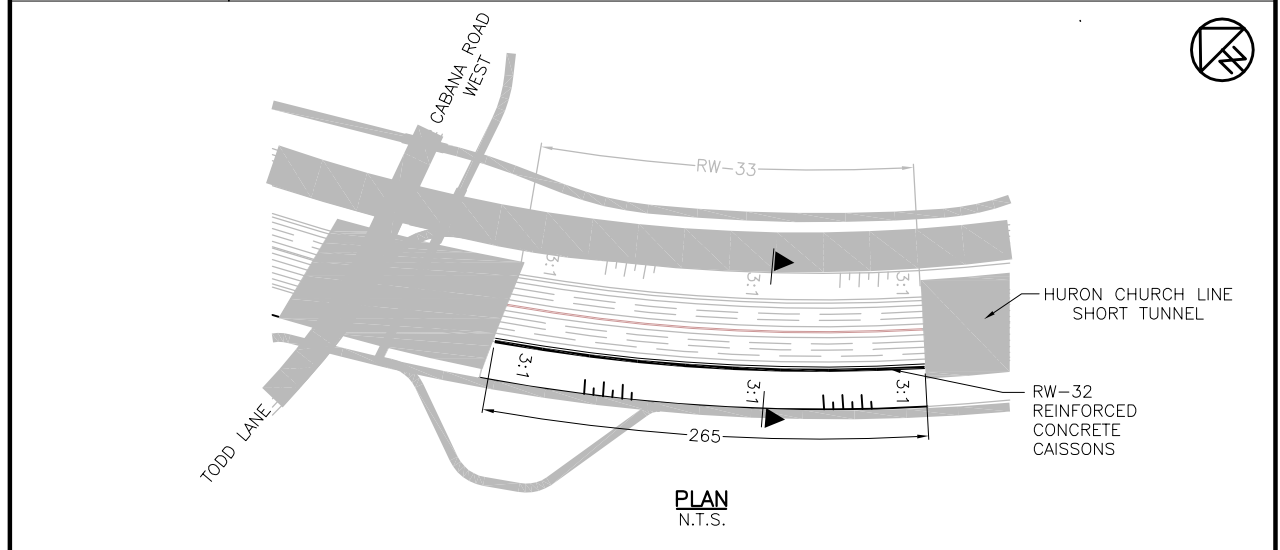 CABANA ROAD
WEST
RW-33
3:1
3:1
3:1
HURON CHURCH LINE
SHORT TUNNEL
3:1
3:1
3:1
RW-32
REINFORCED
CONCRETE
CAISSONS
265
TODD LANE
PLAN
N.T.S.